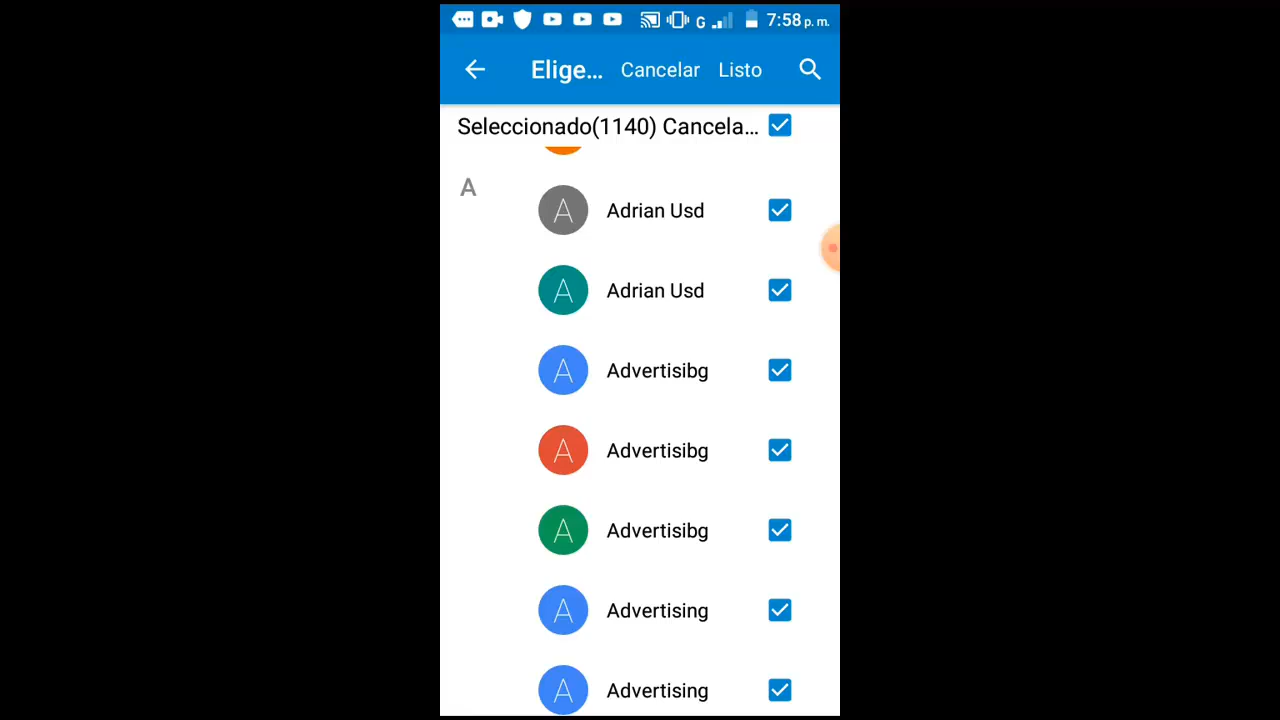 G 7:58 p. m.
Elige... Cancelar Listo
Seleccionado(1140) Cancela...
A
A Adrian Usd
A Adrian Usd
A Advertisibg
A Advertisibg
A Advertisibg
A Advertising
A Advertising